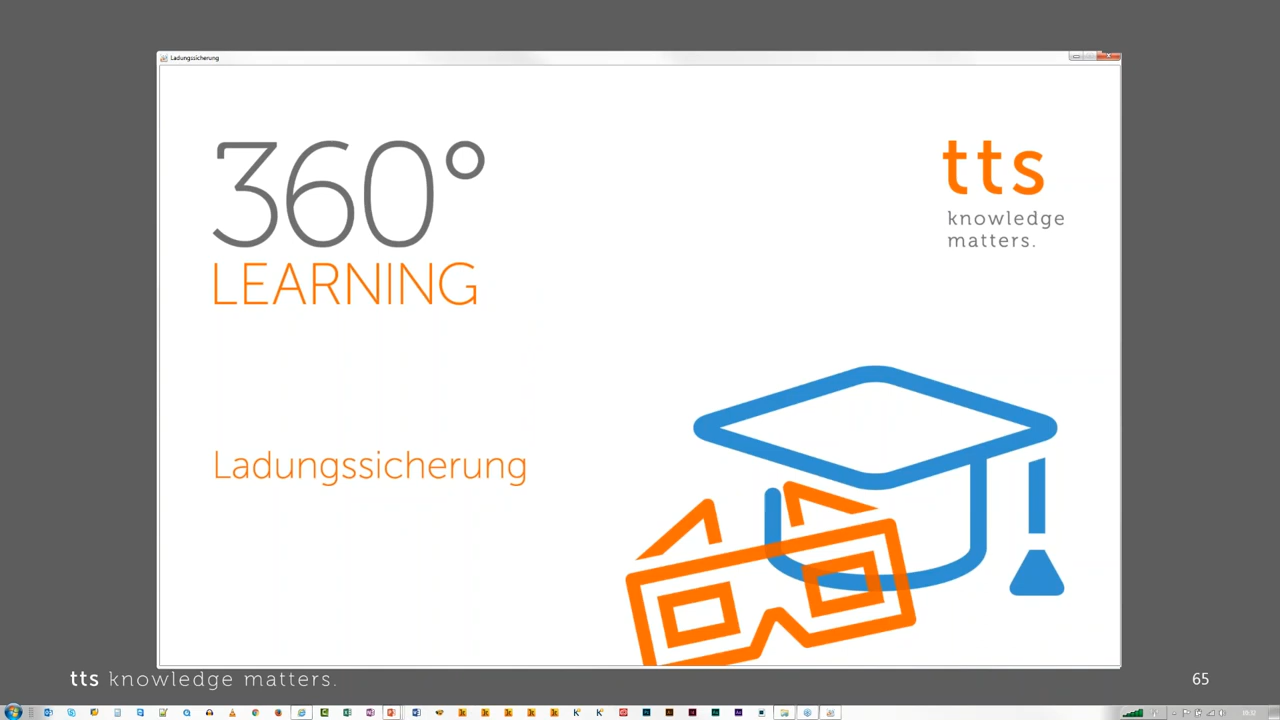 Ladungssicherung
360°
LEARNING
tts
knowledge
matters.
Ladungssicherung
tts knowledge matters.
65